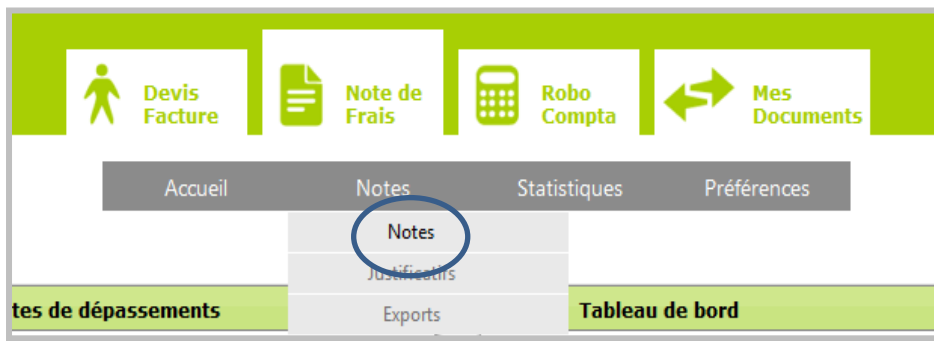 Devis
Facture
Note de
Frais
Robo
Compta
Mes
Documents
Accueil Notes Statistiques Préférences
Notes
Justificatifs
tes de dépassements Exports Tableau de bord